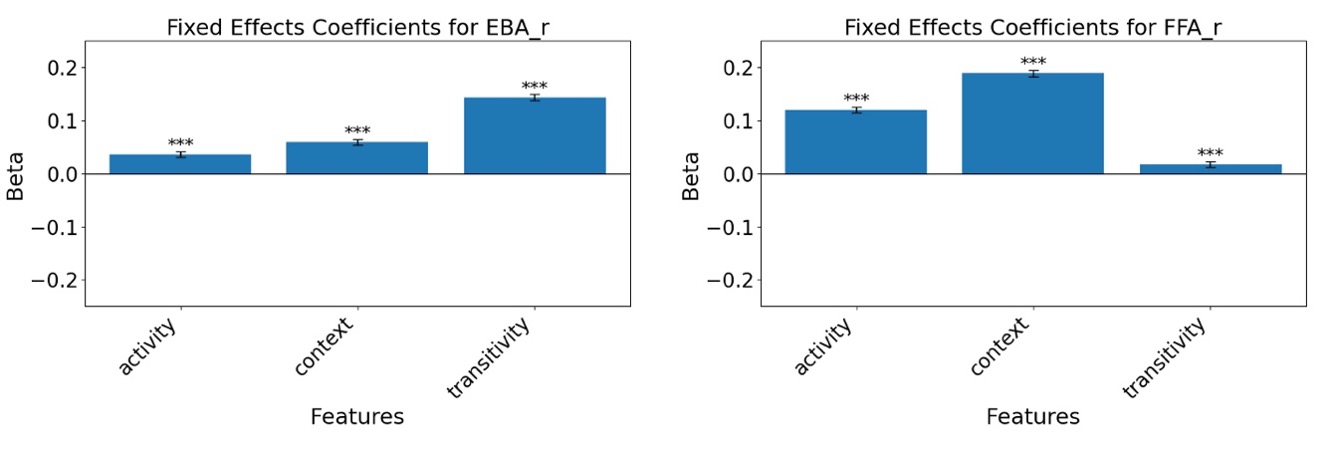 Fixed Effects Coefficients for EBA_r
0.2
0.1
0.0
−0.1
−0.2
Beta
***
***
***
activity
context
transitivity
Features
Fixed Effects Coefficients for FFA_r
0.2
0.1
0.0
−0.1
−0.2
Beta
***
***
***
activity
context
transitivity
Features